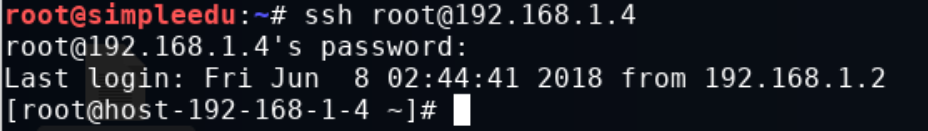 root@simpleedu:~# ssh root@192.168.1.4
root@192.168.1.4's password:
Last login: Fri Jun  8 02:44:41 2018 from 192.168.1.2
[root@host-192-168-1-4 ~]#